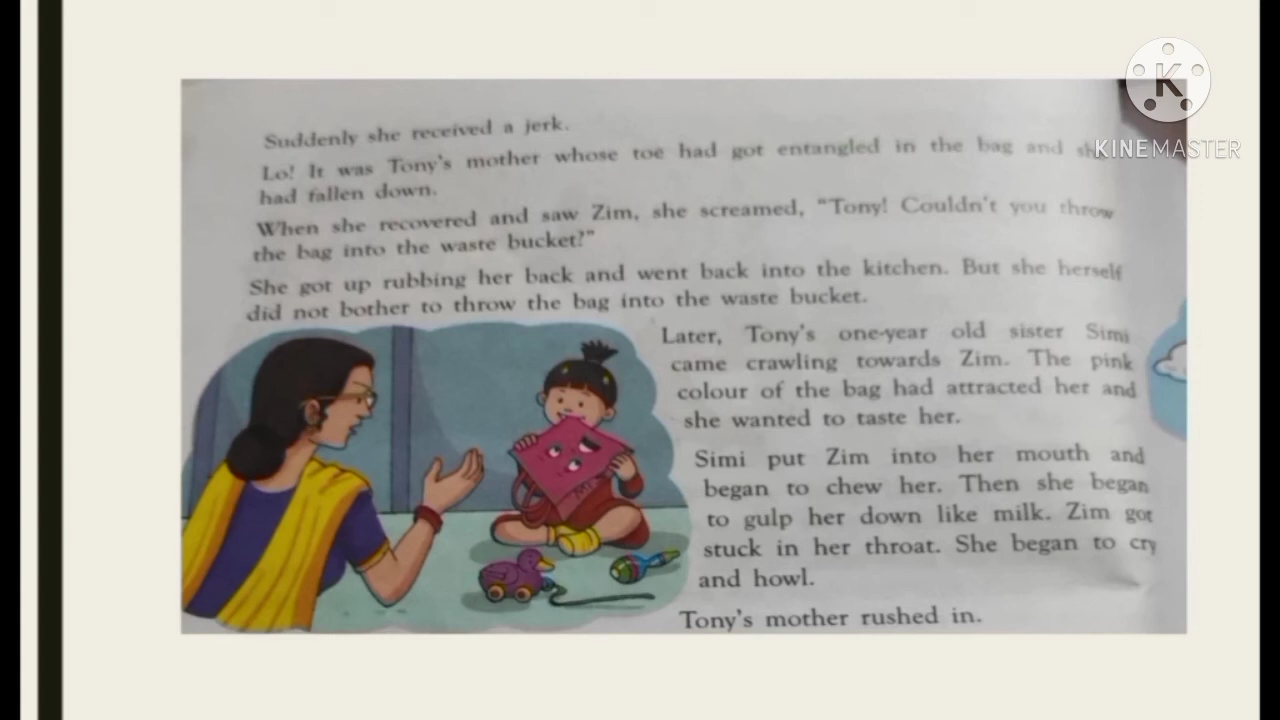 Suddenly she received a jerk.
Lo! It was Tony's mother whose toe had got entangled in the bag and
had fallen down.
When she recovered and saw Zim, she screamed, “Tony! Couldn't you throw
the bag into the waste bucket?”
She got up rubbing her back and went back into the kitchen. But she herself
did not bother to throw the bag into the waste bucket.
Later, Tony's one-year old sister Simi
came crawling towards Zim. The pink
colour of the bag had attracted her and
she wanted to taste her.
Simi put Zim into her mouth and
began to chew her. Then she began
to gulp her down like milk. Zim got
stuck in her throat. She began to cry
and howl.
Tony's mother rushed in.
K
KINEMASTER